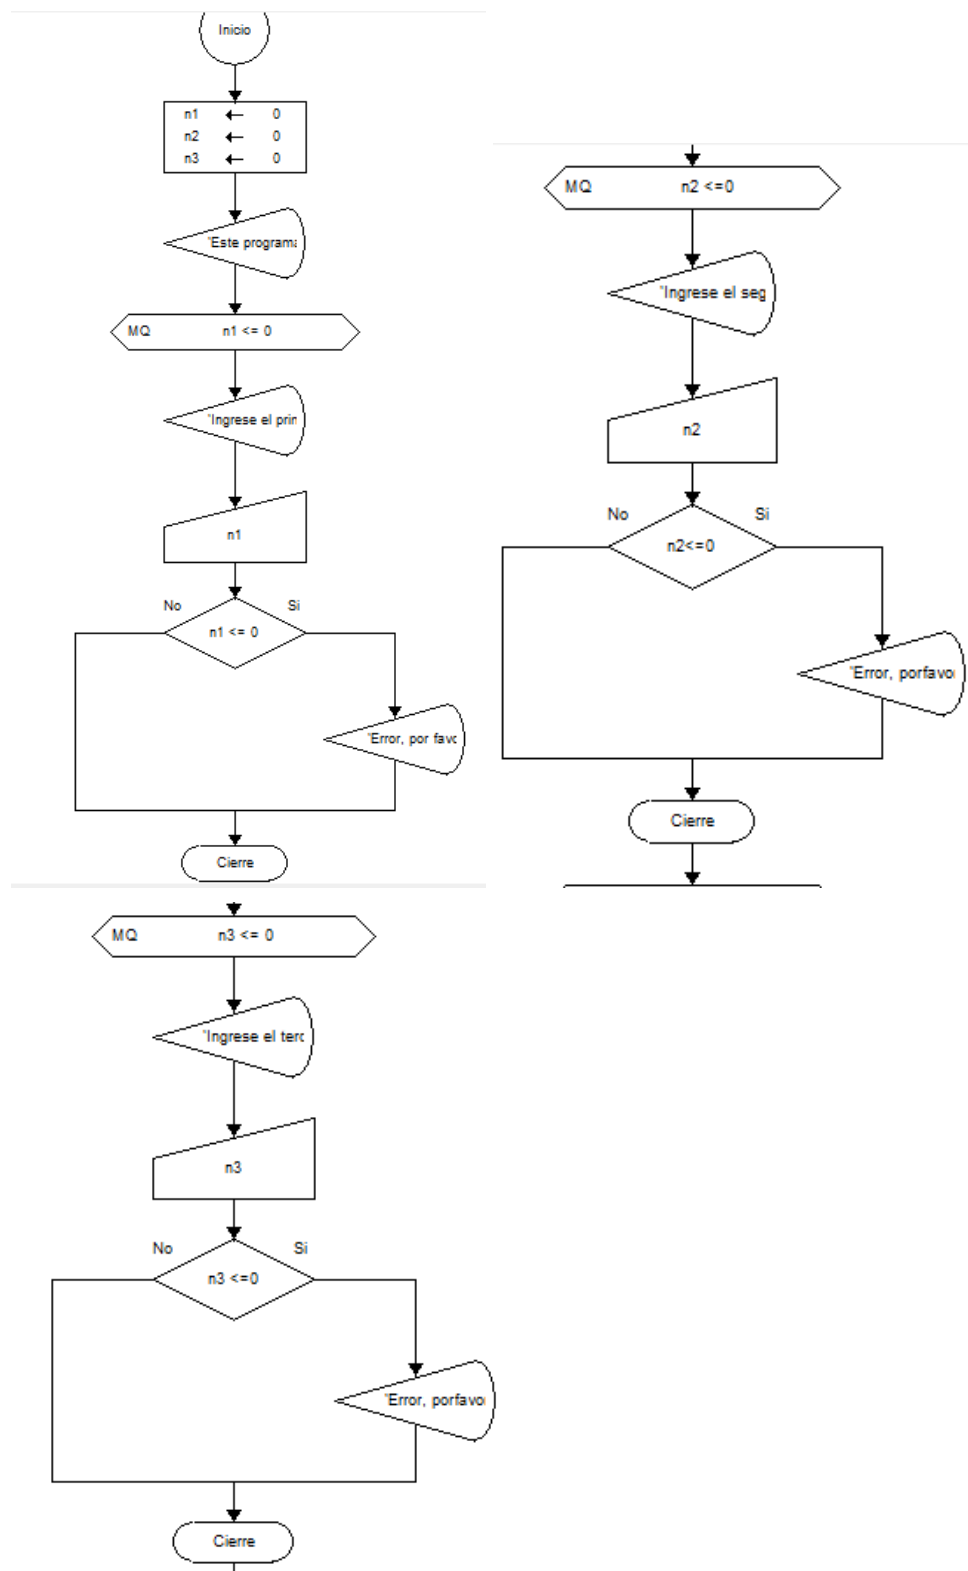 Inicio
n1 ← 0
n2 ← 0
n3 ← 0
'Este programa
MQ n1 <= 0
'Ingrese el prin
n1
No Si
n1 <= 0
'Error, por favo
Cierre
MQ n2 <=0
'Ingrese el seg
n2
No Si
n2<=0
'Error, porfavo
Cierre
MQ n3 <= 0
'Ingrese el terc
n3
No Si
n3 <=0
'Error, porfavo
Cierre